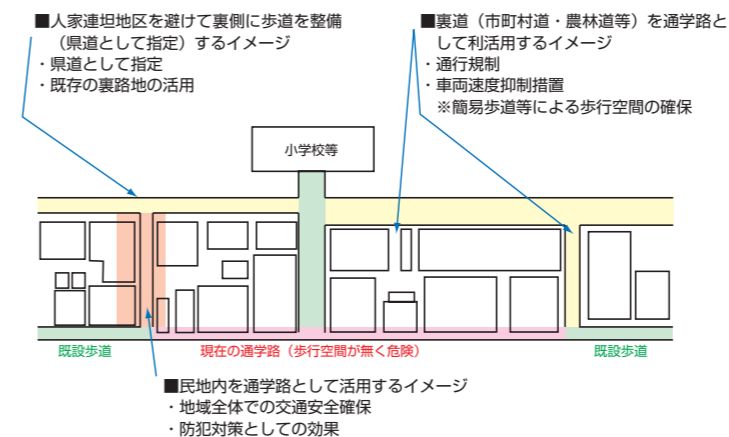 ■人家連坦地区を避けて裏側に歩道を整備
（県道として指定）するイメージ
・県道として指定
・既存の裏路地の活用
■裏道（市町村道・農林道等）を通学路と
して利活用するイメージ
・通行規制
・車両速度抑制措置
※簡易歩道等による歩行空間の確保
小学校等
既設歩道
現在の通学路（歩行空間が無く危険）
既設歩道
■民地内を通学路として活用するイメージ
・地域全体での交通安全確保
・防犯対策としての効果